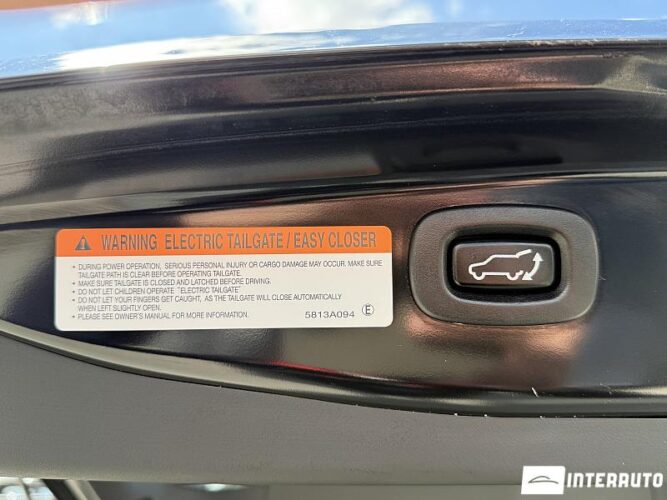 WARNING ELECTRIC TAILGATE / EASY CLOSER
• DURING POWER OPERATION, SERIOUS PERSONAL INJURY OR CARGO DAMAGE MAY OCCUR. MAKE SURE
TAILGATE PATH IS CLEAR BEFORE OPERATING TAILGATE.
• MAKE SURE TAILGATE IS CLOSED AND LATCHED BEFORE DRIVING.
• DO NOT LET CHILDREN OPERATE "ELECTRIC TAILGATE"
• DO NOT LET YOUR FINGERS GET CAUGHT, AS THE TAILGATE WILL CLOSE AUTOMATICALLY
WHEN LEFT SLIGHTLY OPEN.
• PLEASE SEE OWNER'S MANUAL FOR MORE INFORMATION. 5813A094 E
INTERRAUTO